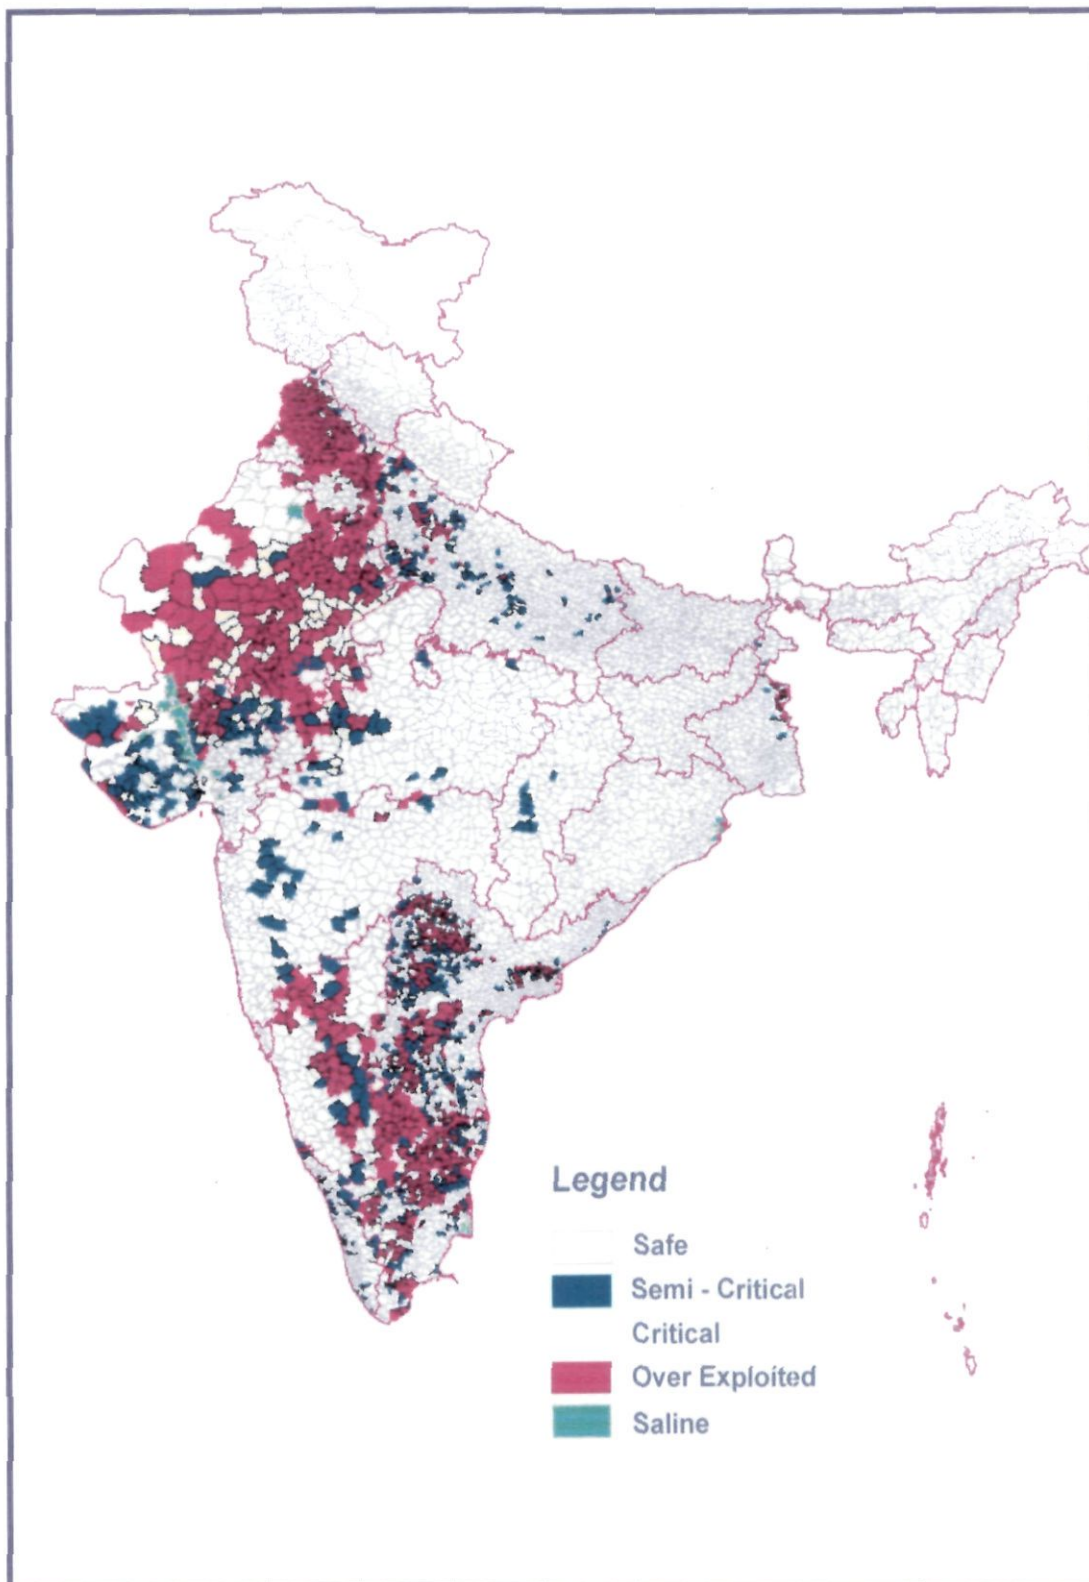 Legend
Safe
Semi - Critical
Critical
Over Exploited
Saline